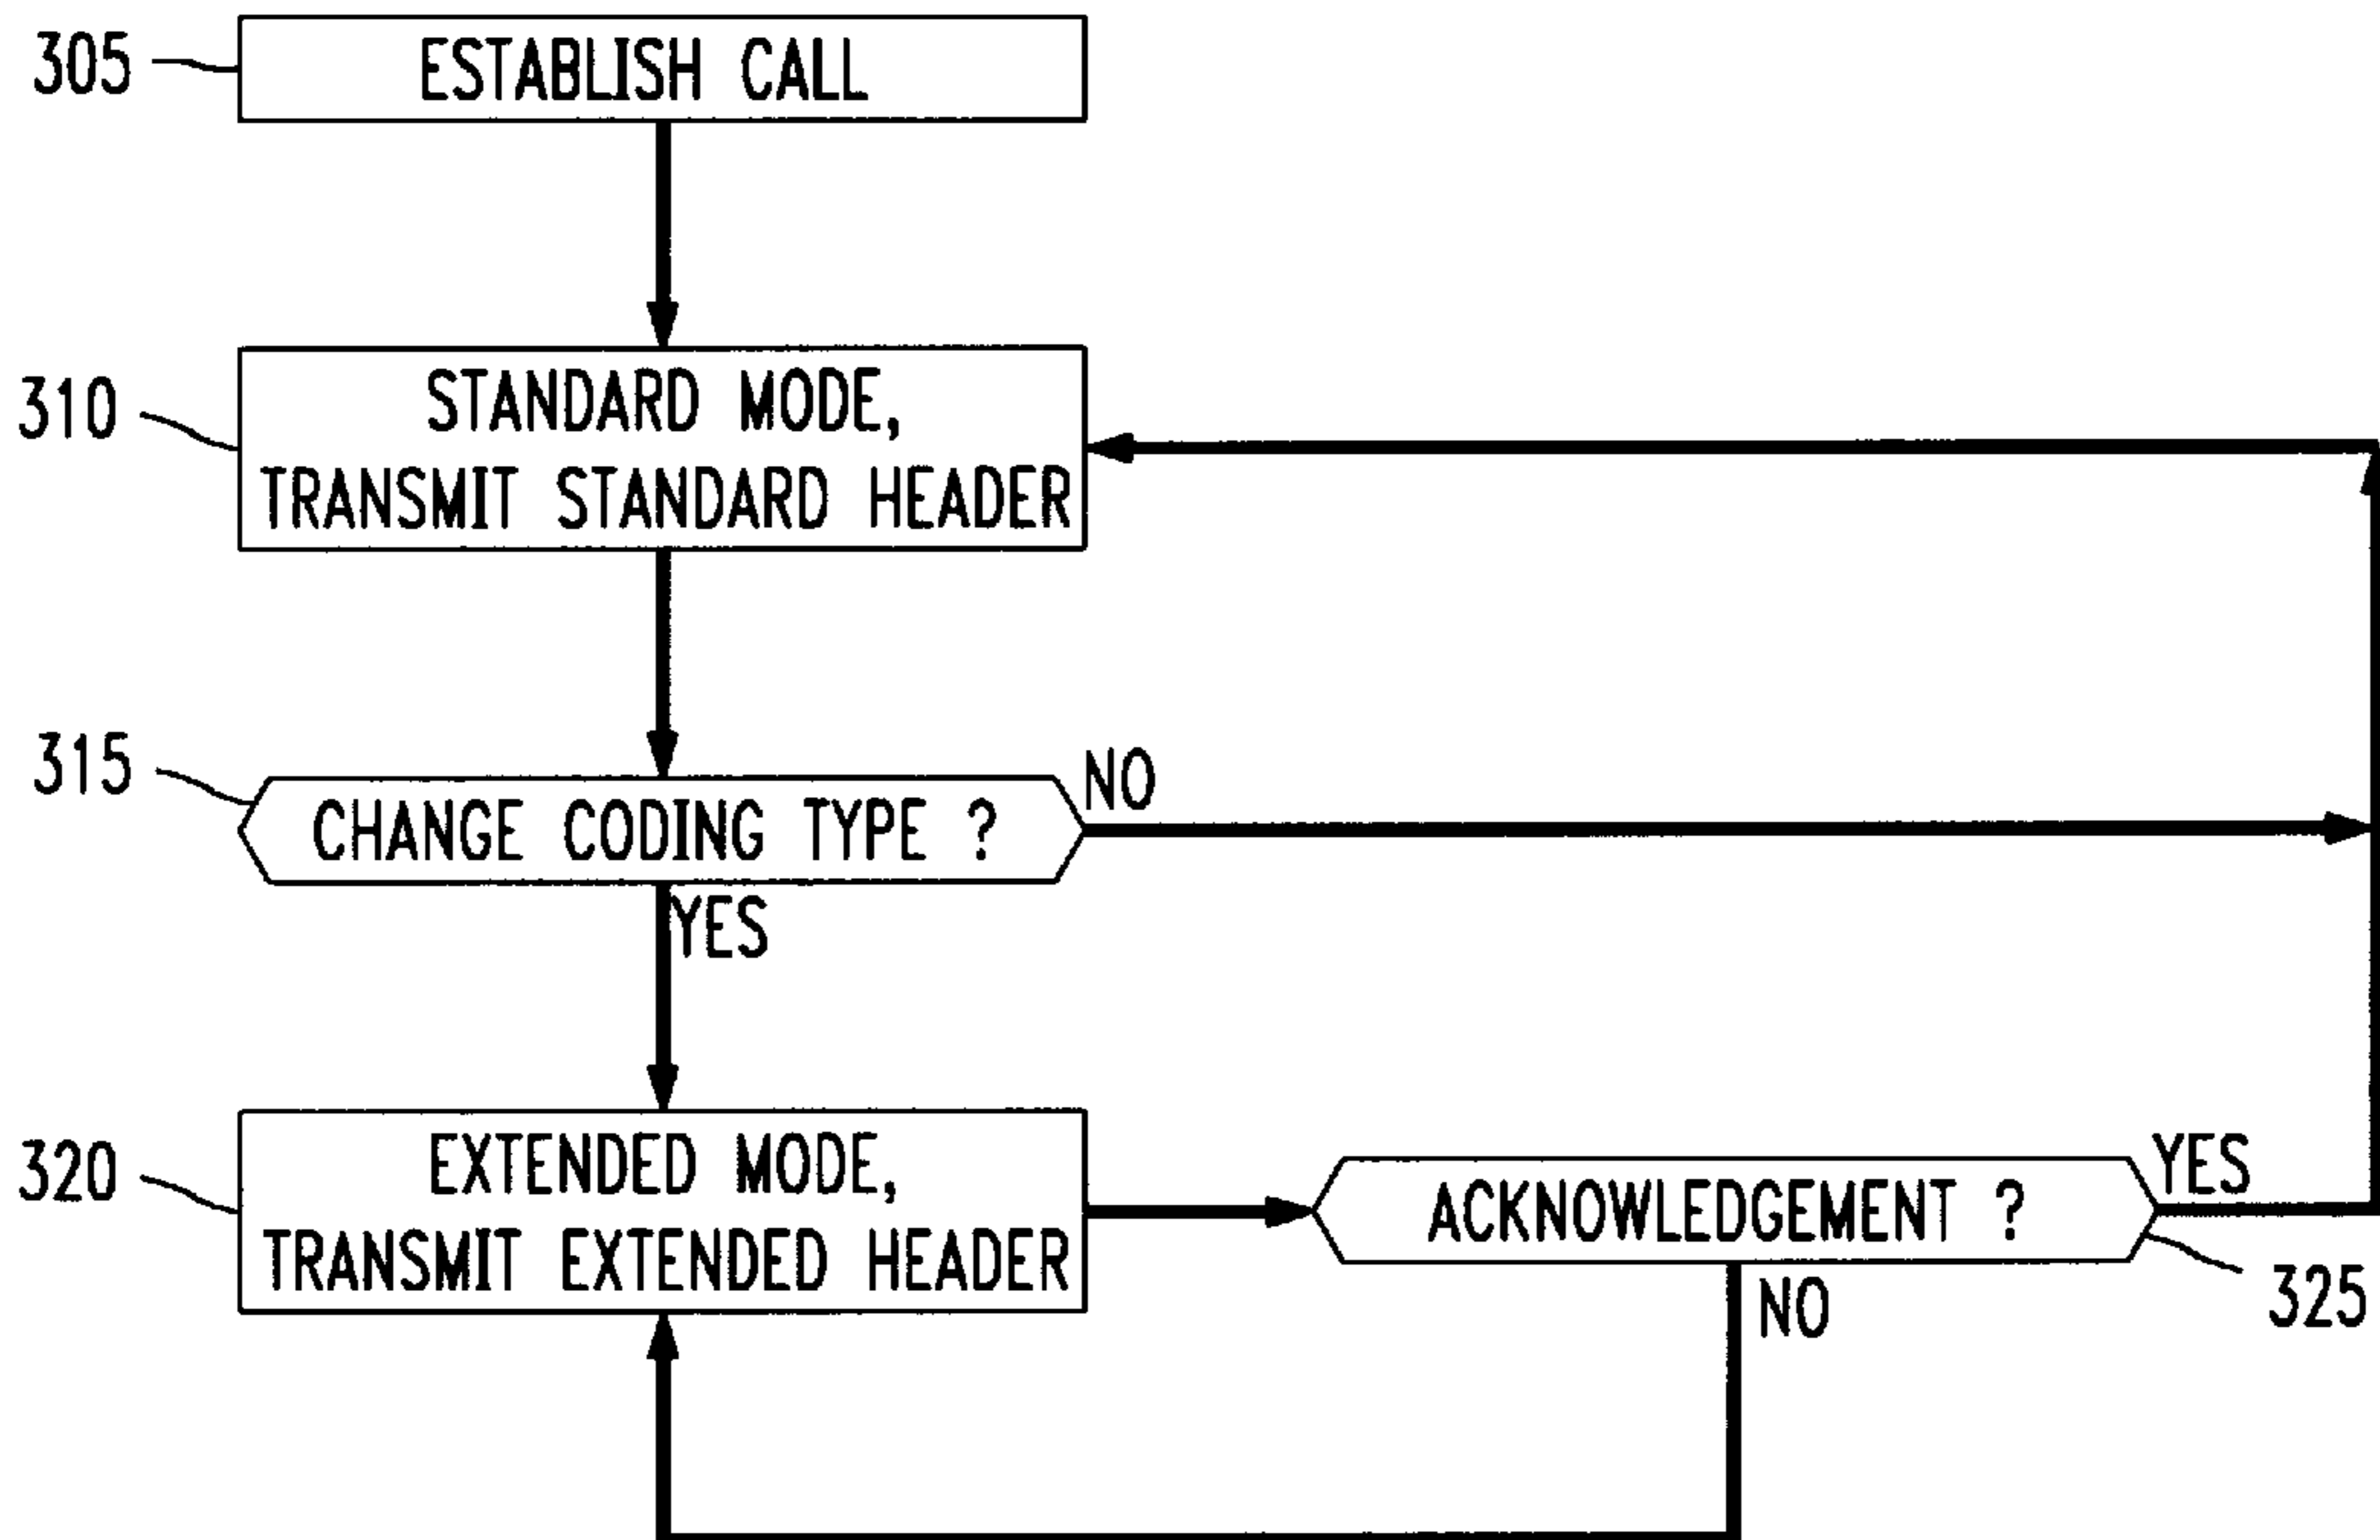 305
ESTABLISH CALL
310
STANDARD MODE,
TRANSMIT STANDARD HEADER
315
CHANGE CODING TYPE ?
NO
YES
320
EXTENDED MODE,
TRANSMIT EXTENDED HEADER
ACKNOWLEDGEMENT ?
YES
325
NO